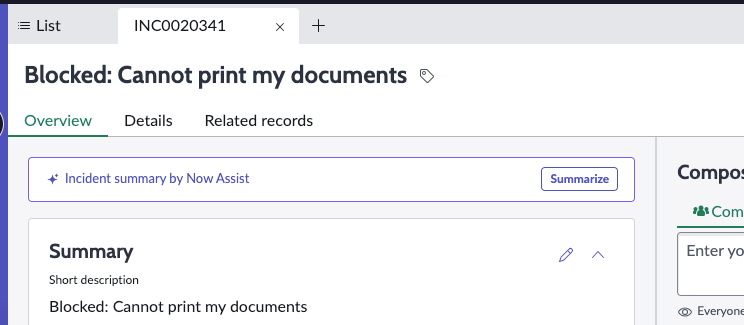 List
INC0020341
Blocked: Cannot print my documents
Overview Details Related records
Incident summary by Now Assist Summarize
Summary
Short description
Blocked: Cannot print my documents
Compos
Com
Enter yo
Everyone